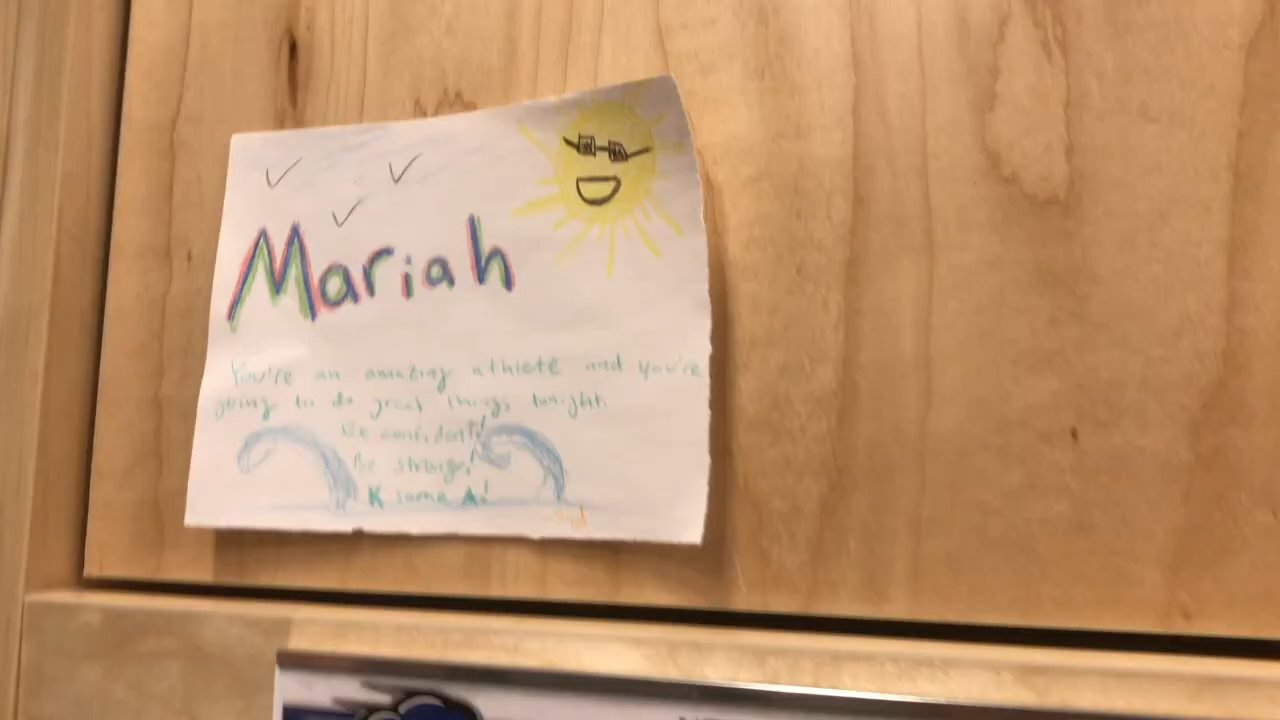 Mariah
You're an amazing athlete and you're
going to do great things tonight.
Be confident!
Be strong!
K some A!